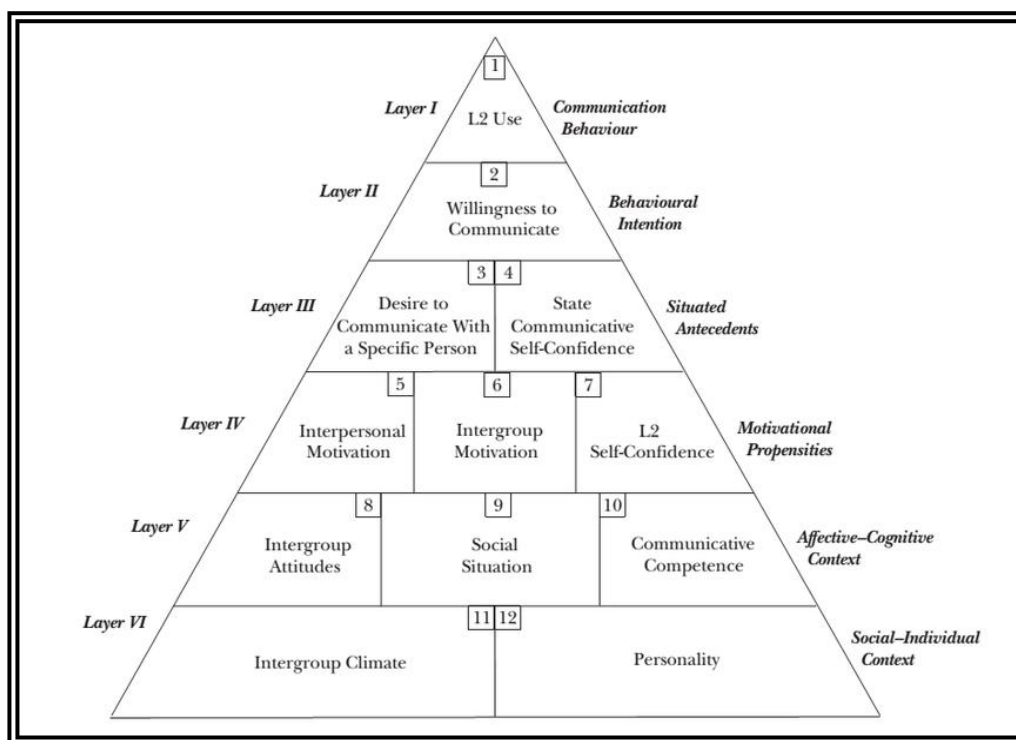 1
Layer I
L2 Use
Communication
Behaviour
2
Layer II
Willingness to
Communicate
Behavioural
Intention
3 4
Layer III
Desire to
Communicate With
a Specific Person
State
Communicative
Self-Confidence
Situated
Antecedents
5 6 7
Layer IV
Interpersonal
Motivation
Intergroup
Motivation
L2
Self-Confidence
Motivational
Propensities
8 9 10
Layer V
Intergroup
Attitudes
Social
Situation
Communicative
Competence
Affective–Cognitive
Context
11 12
Layer VI
Intergroup Climate
Personality
Social–Individual
Context